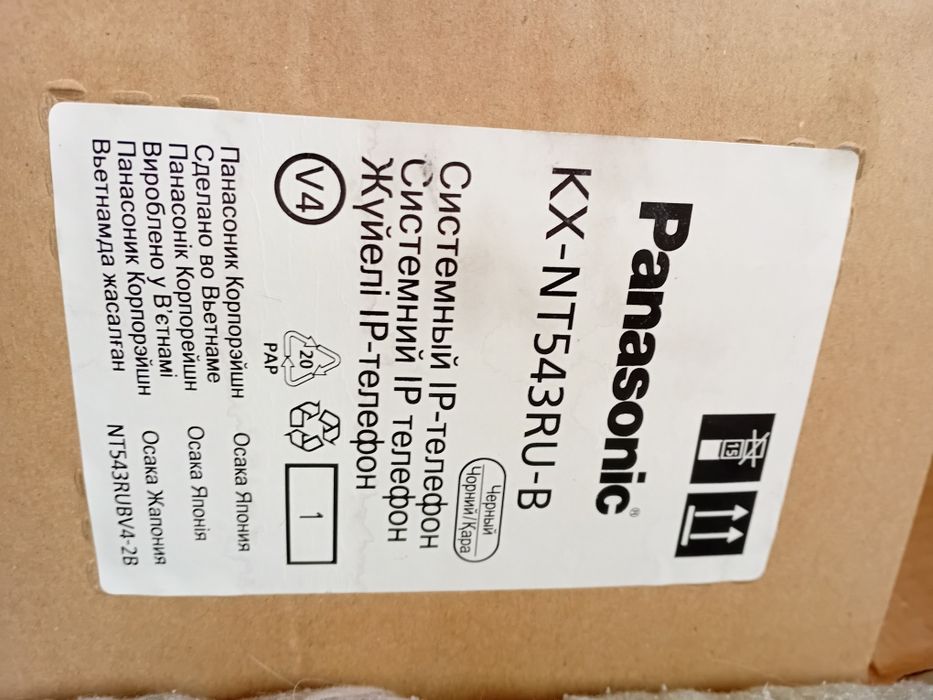 Panasonic®
15
KX-NT543RU-B
Системный IP-телефон
Системний IP телефон
Жүйелі IP-телефон
Черный
Чорний/Қара
V4
20
PAP
1
Панасоник Корпорэйшн Осака Япония
Сделано во Вьетнаме
Панасонік Корпорейшн Осака Японія
Вироблено у В'єтнамі
Панасоник Корпорэйшн Осака Жапония
Вьетнамда жасалған NT543RUBV4-2B